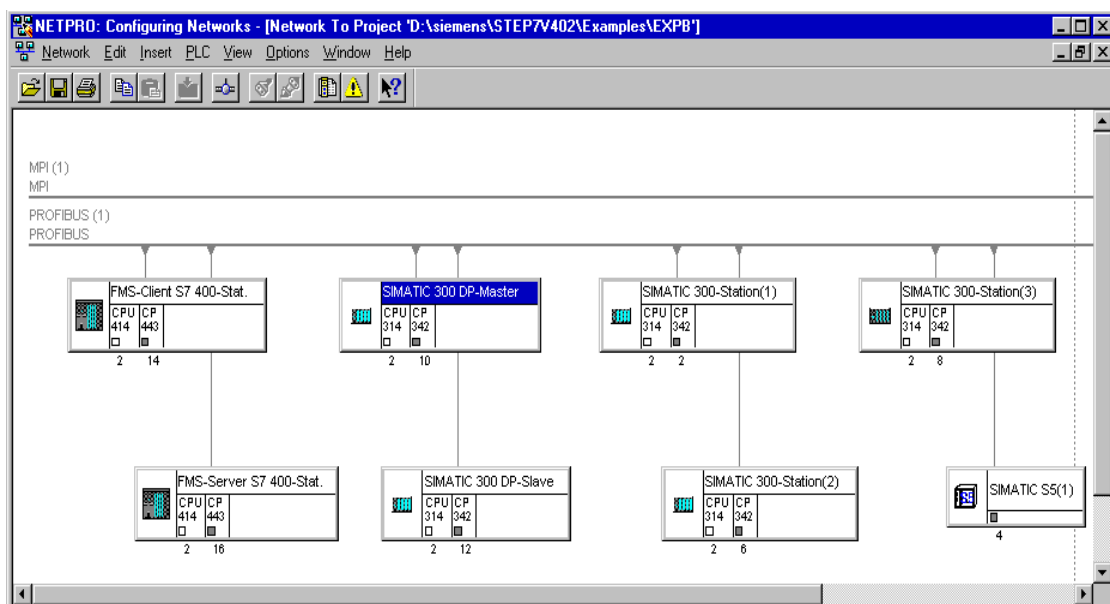 NETPRO: Configuring Networks - [Network To Project 'D:\siemens\STEP7V402\Examples\EXPB']
Network Edit Insert PLC View Options Window Help
MPI (1)
MPI
PROFIBUS (1)
PROFIBUS
FMS-Client S7 400-Stat.
CPU CP
414 443
2 14
SIMATIC 300 DP-Master
CPU CP
314 342
2 10
SIMATIC 300-Station(1)
CPU CP
314 342
2 2
SIMATIC 300-Station(3)
CPU CP
314 342
2 8
FMS-Server S7 400-Stat.
CPU CP
414 443
2 16
SIMATIC 300 DP-Slave
CPU CP
314 342
2 12
SIMATIC 300-Station(2)
CPU CP
314 342
2 6
SIMATIC S5(1)
4